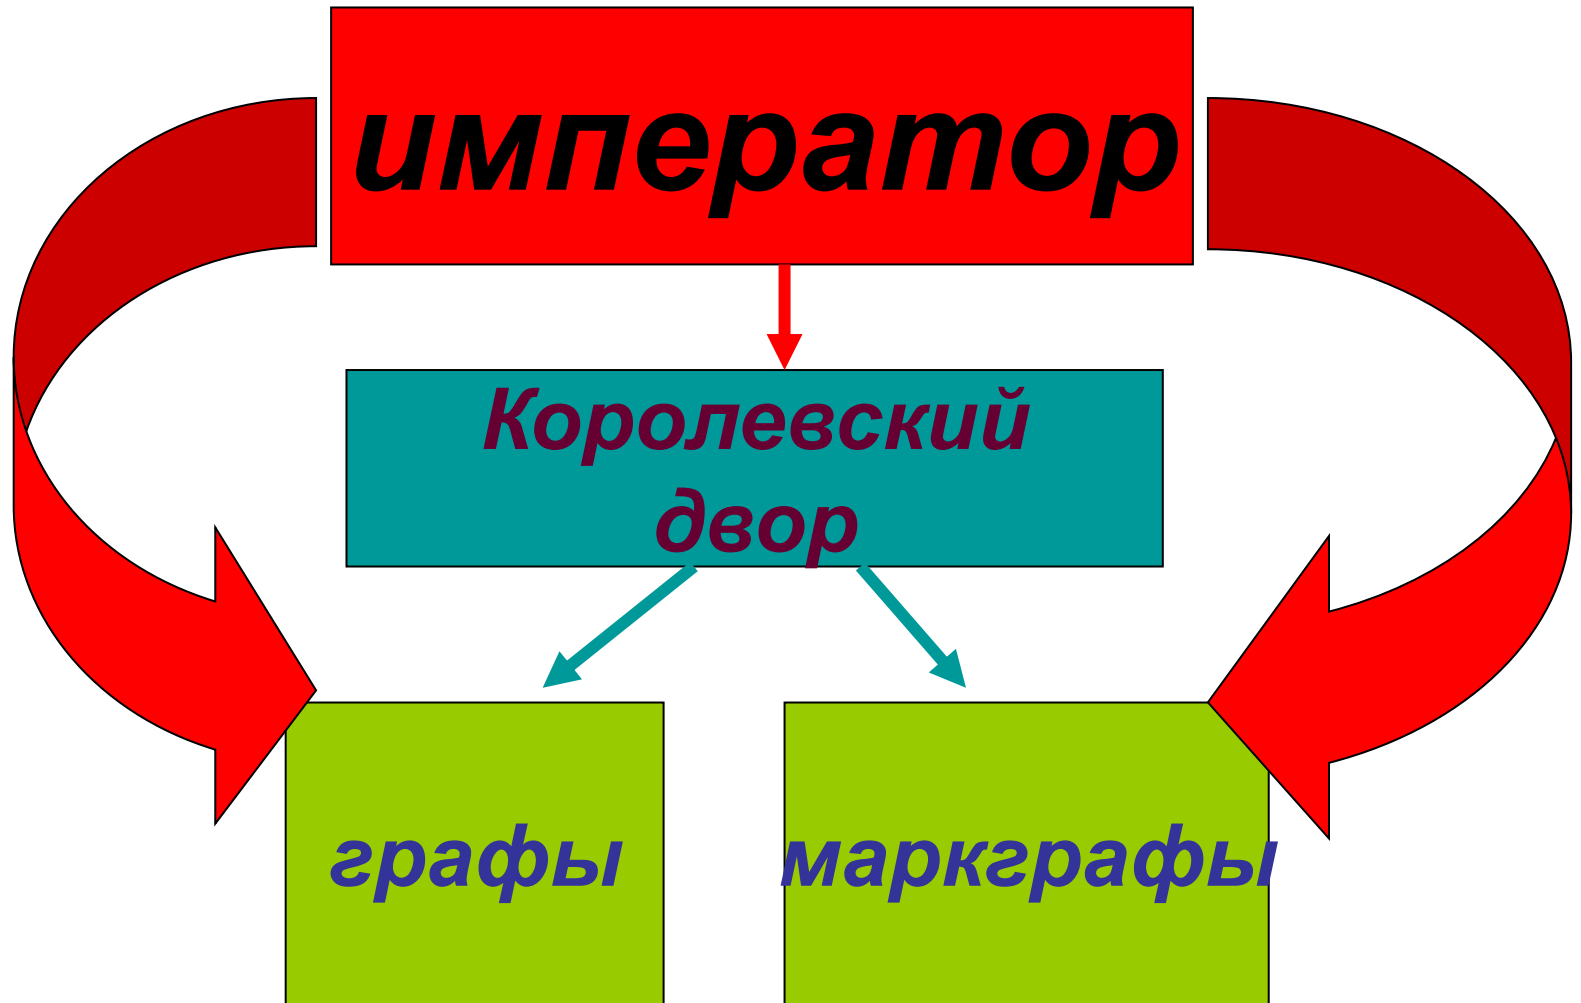 император
Королевский
двор
графы
маркграфы